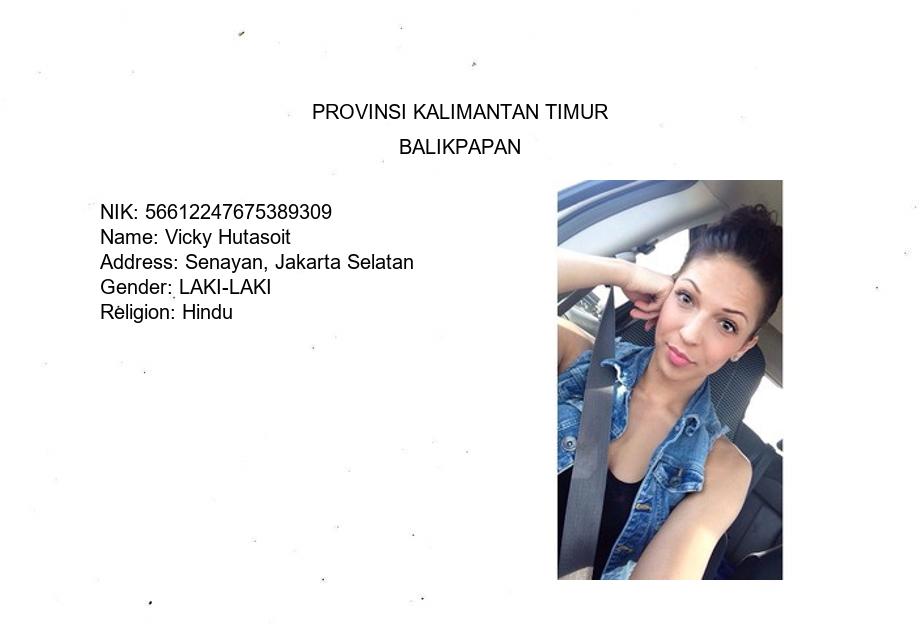 PROVINSI KALIMANTAN TIMUR
BALIKPAPAN
NIK: 56612247675389309
Name: Vicky Hutasoit
Address: Senayan, Jakarta Selatan
Gender: LAKI-LAKI
Religion: Hindu